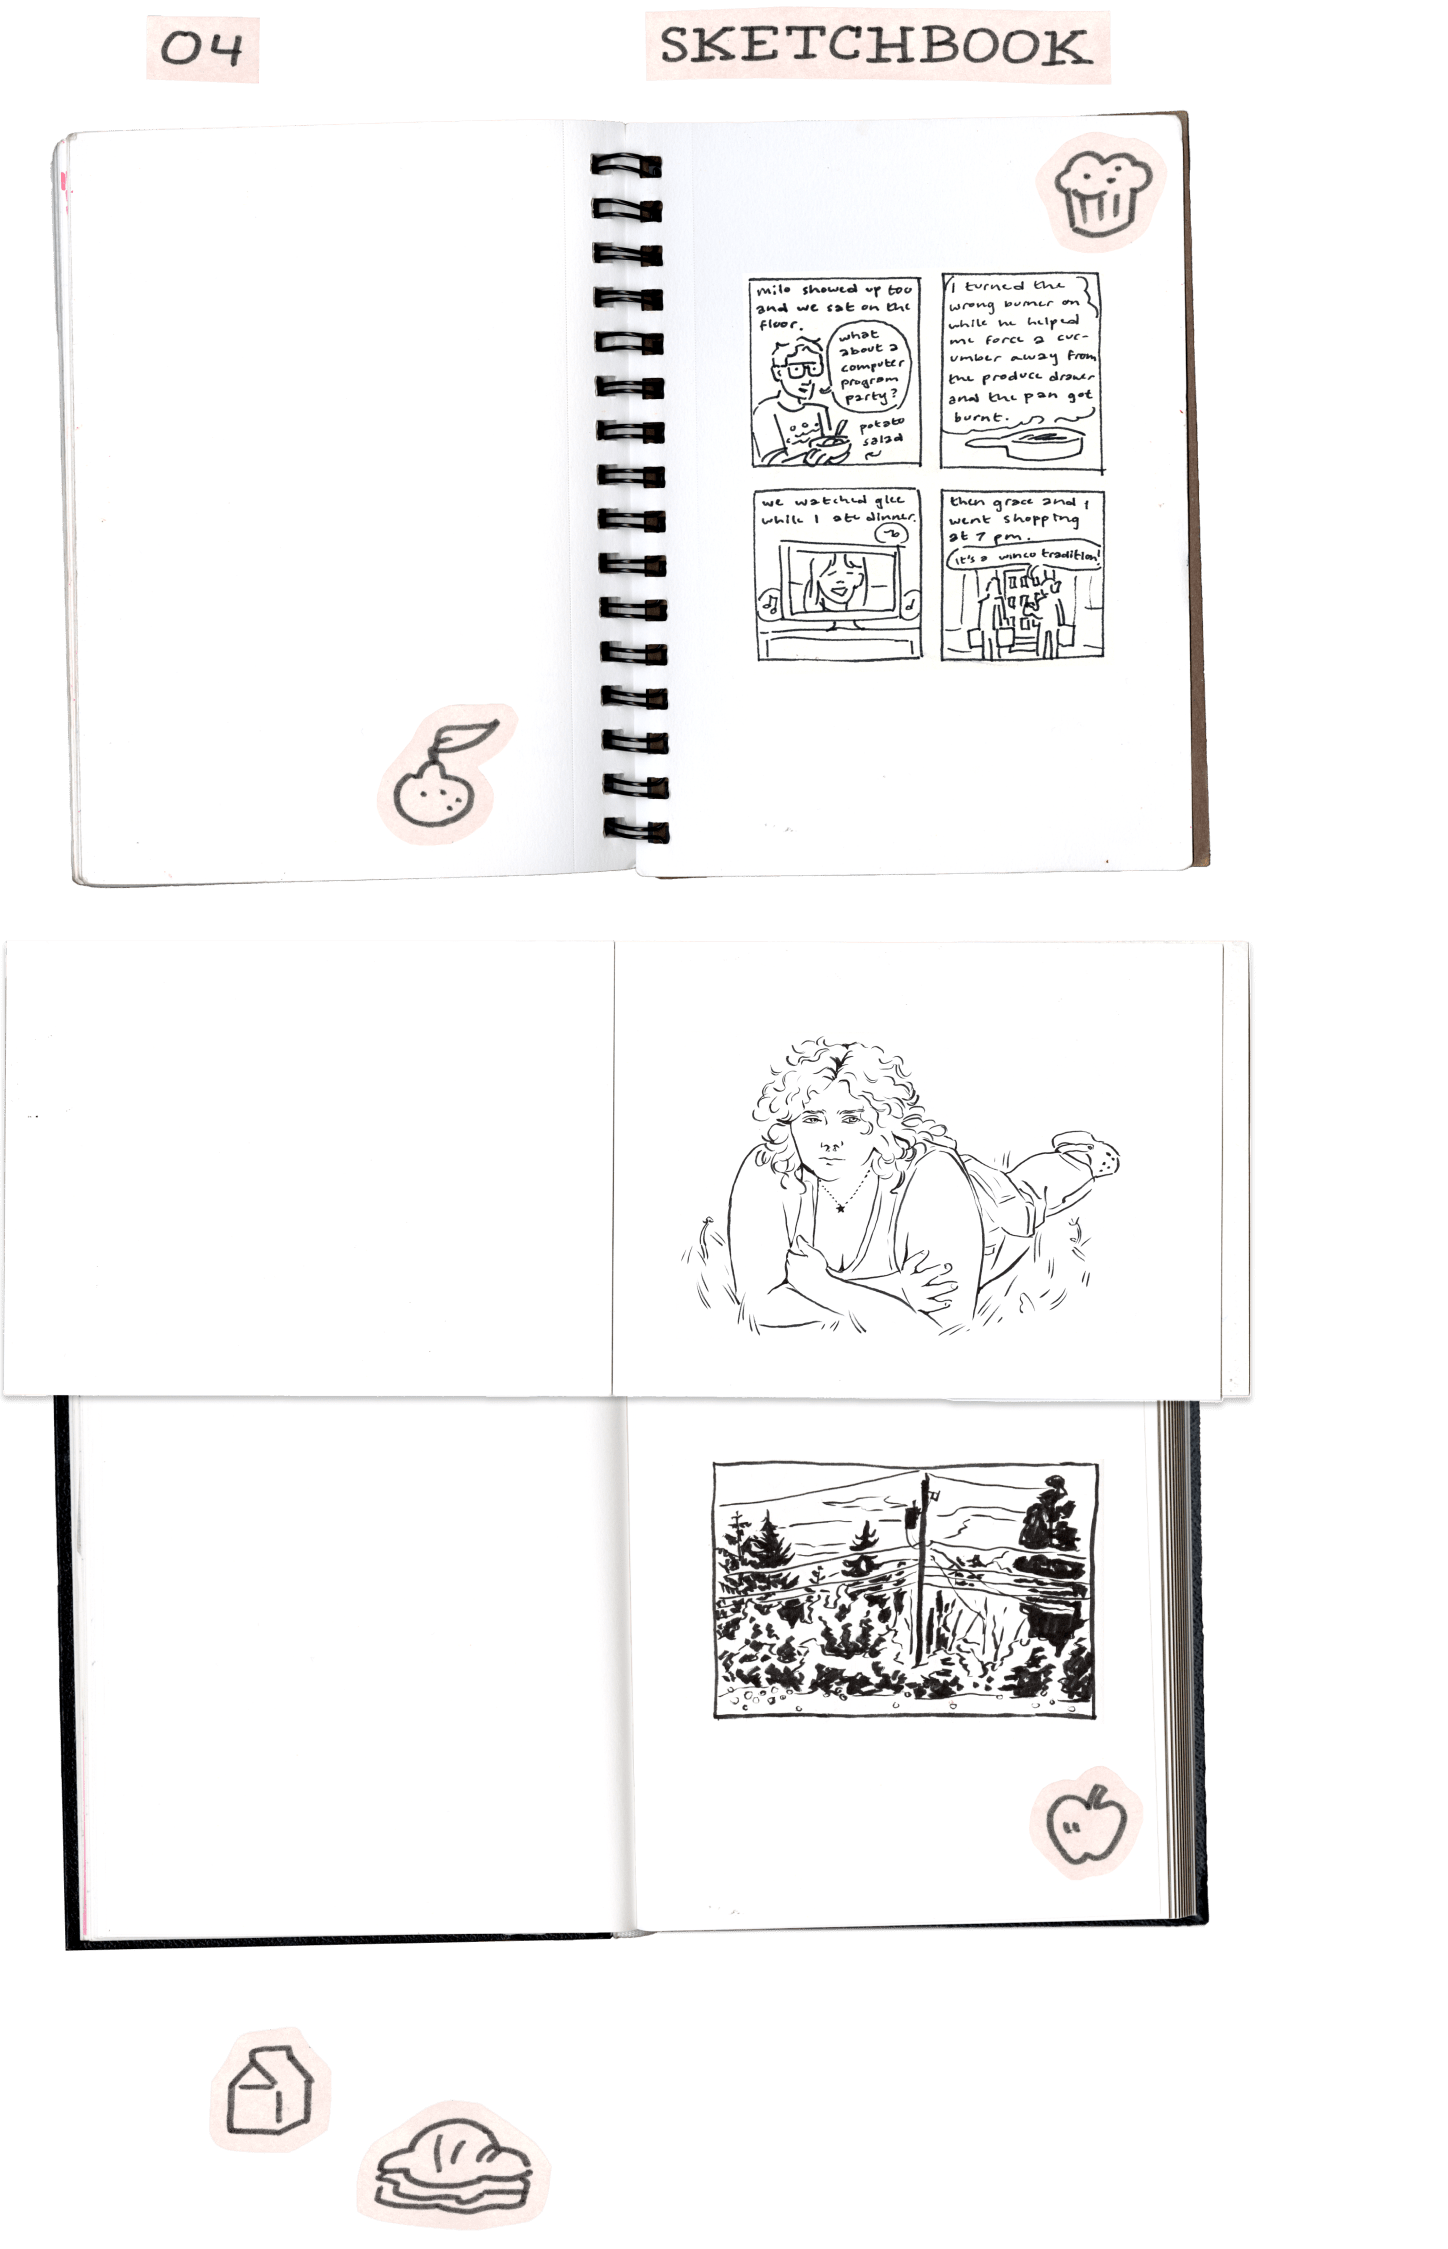 04
SKETCHBOOK
milo showed up too
and we sat on the
floor.
what
about a
computer
program
party?
potato
salad
I turned the
wrong burner on
while he helped
me force a cuc-
umber away from
the produce drawer
and the pan got
burnt.
we watched glee
while I ate dinner.
then grace and I
went shopping
at 7 pm.
it's a winco tradition!